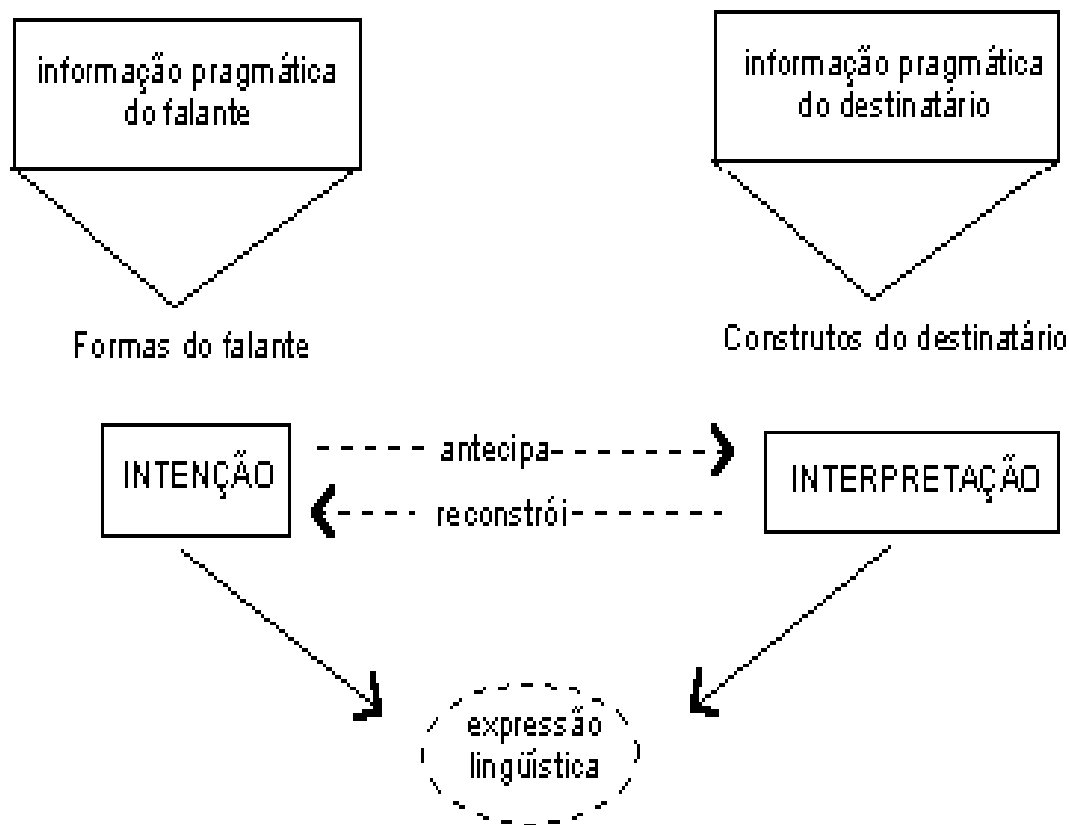 informação pragmática
do falante
informação pragmática
do destinatário
Formas do falante
Construtos do destinatário
INTENÇÃO
antecipa
reconstrói
INTERPRETAÇÃO
expressão
lingüística